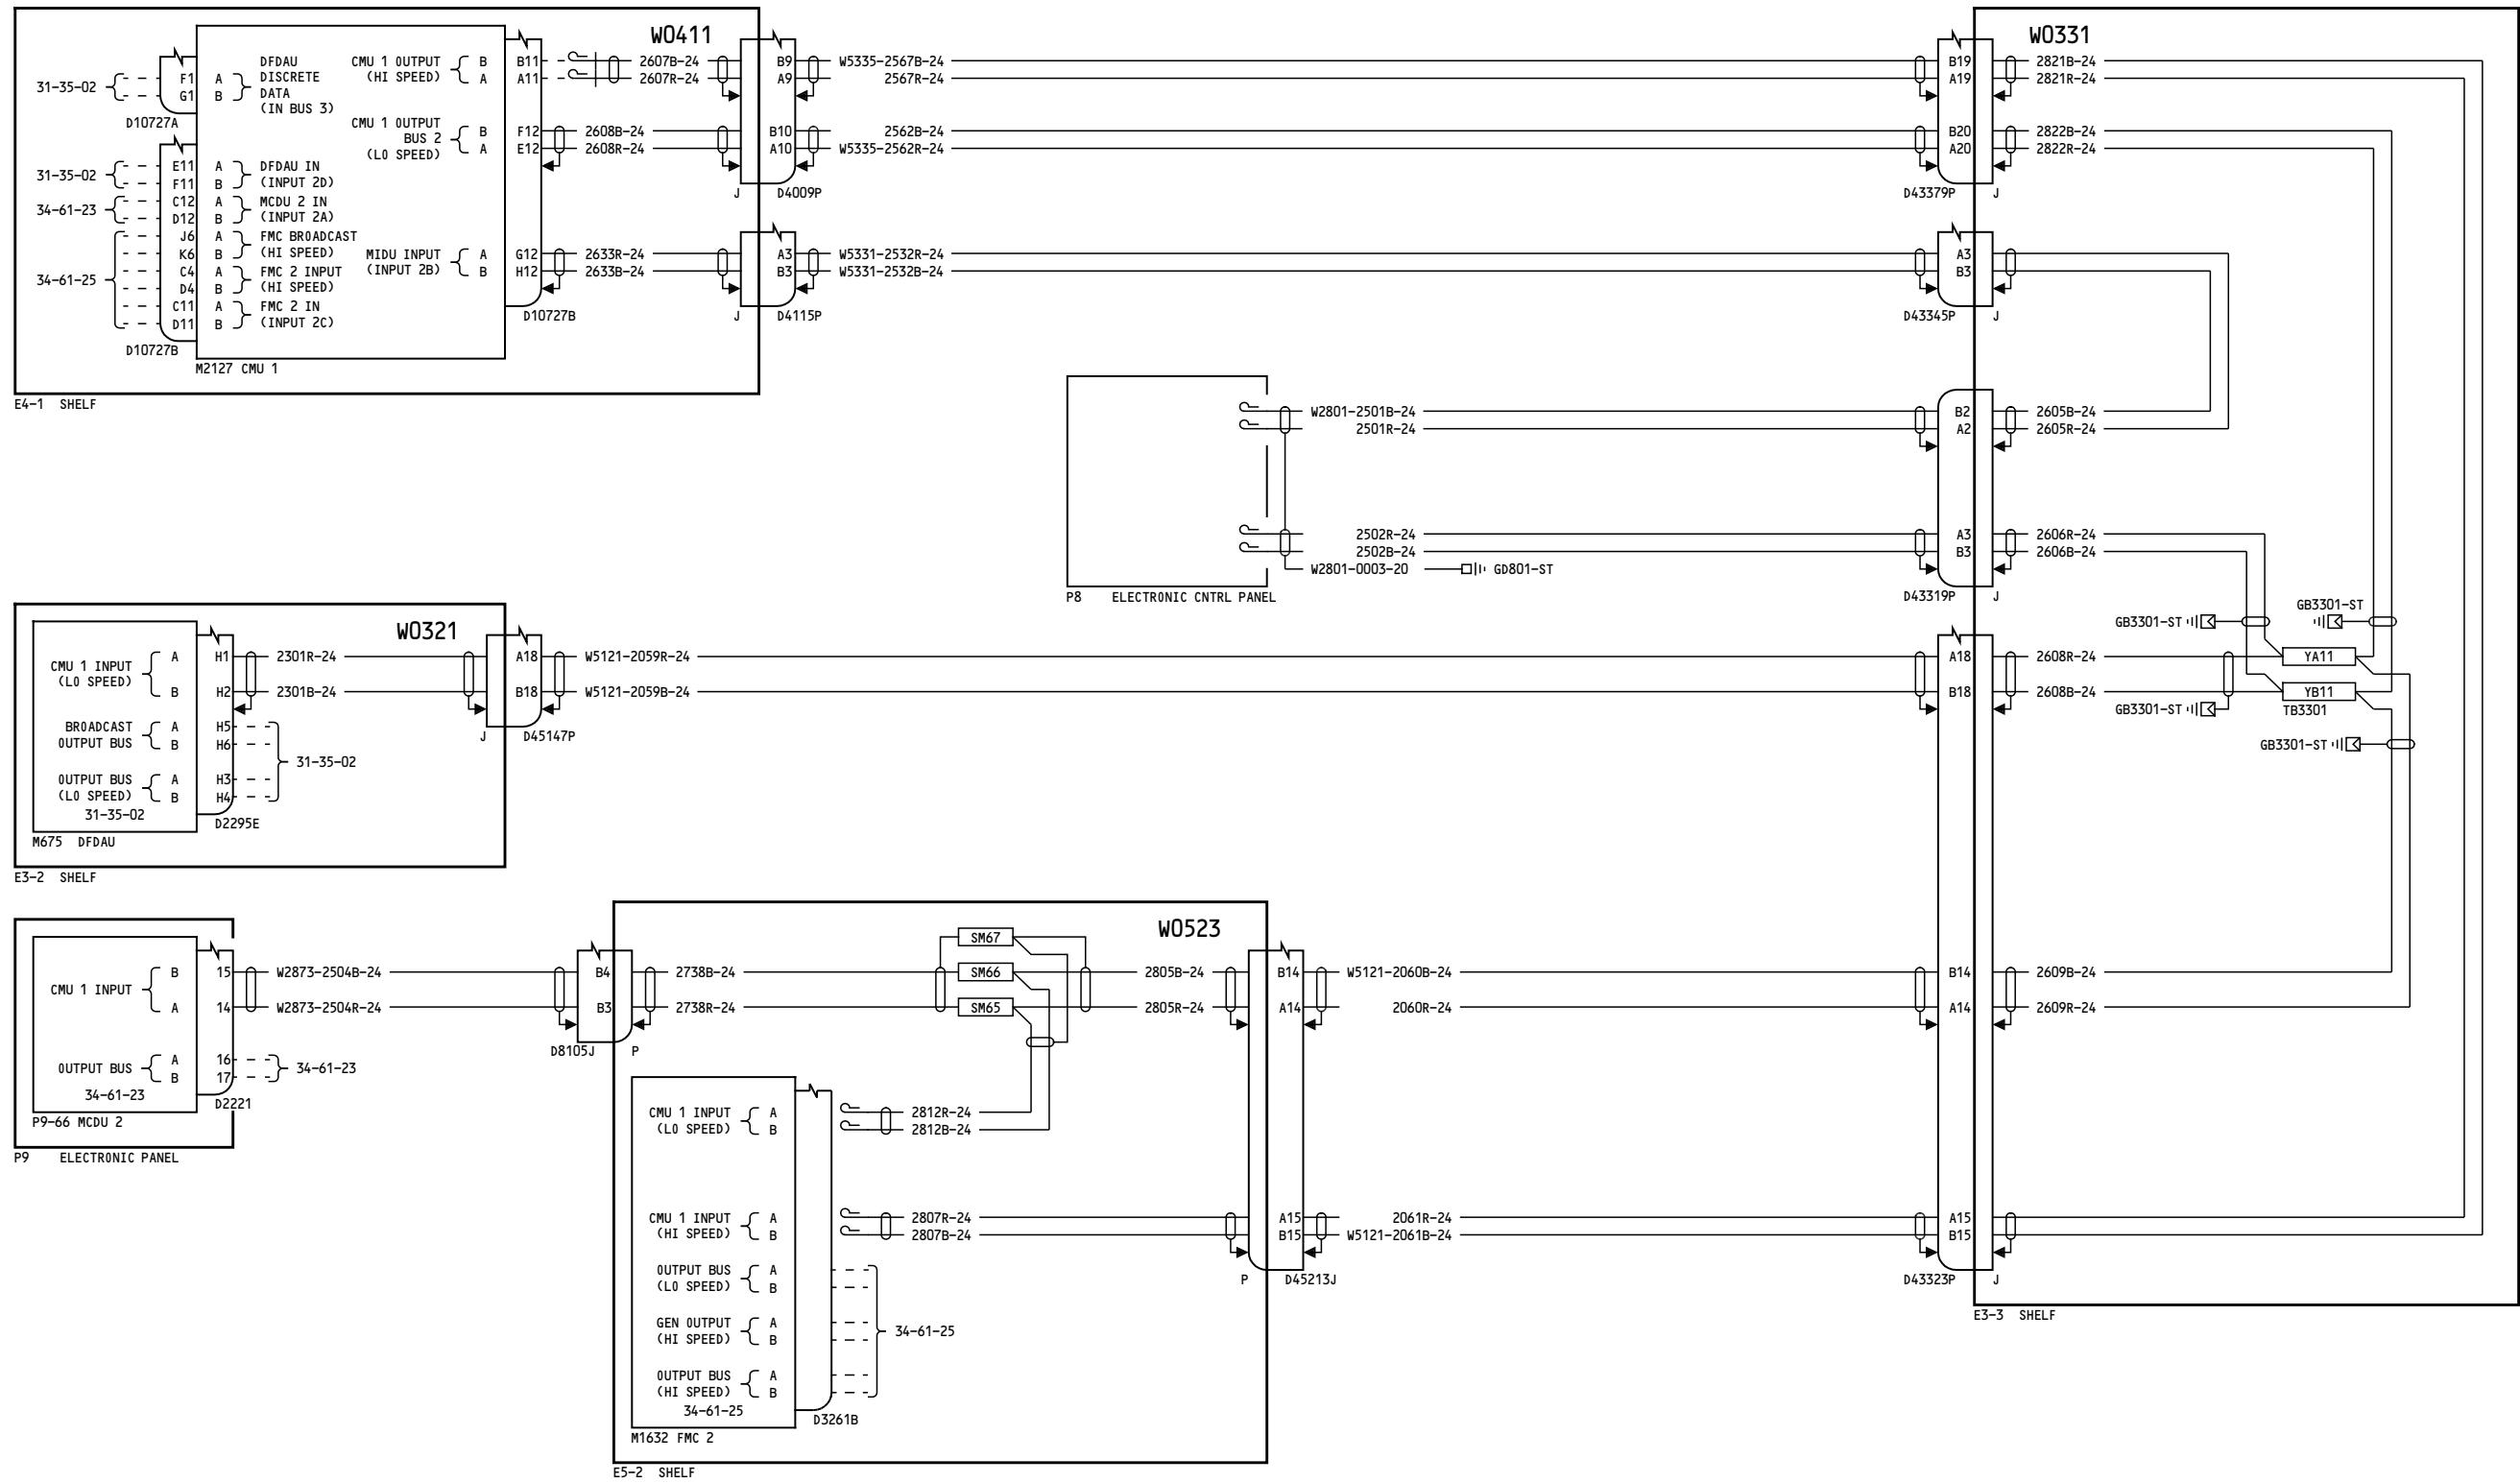 W0411
31-35-02
F1 A
G1 B
DFDAU
DISCRETE
DATA
(IN BUS 3)
D10727A
31-35-02
E11 A
F11 B
DFDAU IN
(INPUT 2D)
34-61-23
C12 A
D12 B
MCDU 2 IN
(INPUT 2A)
34-61-25
J6 A
K6 B
FMC BROADCAST
(HI SPEED)
C4 A
D4 B
FMC 2 INPUT
(HI SPEED)
C11 A
D11 B
FMC 2 IN
(INPUT 2C)
D10727B
M2127 CMU 1
E4-1 SHELF
CMU 1 OUTPUT
(HI SPEED)
B B11 2607B-24 B9 W5335-2567B-24 B19 2821B-24
A A11 2607R-24 A9 2567R-24 A19 2821R-24
CMU 1 OUTPUT
BUS 2
(LO SPEED)
B F12 2608B-24 B10 2562B-24 B20 2822B-24
A E12 2608R-24 A10 W5335-2562R-24 A20 2822R-24
J D4009P
D43379P J
MIDU INPUT
(INPUT 2B)
A G12 2633R-24 A3 W5331-2532R-24 A3
B H12 2633B-24 B3 W5331-2532B-24 B3
D10727B
J D4115P
D43345P J
W0331
W2801-2501B-24 B2 2605B-24
2501R-24 A2 2605R-24
2502R-24 A3 2606R-24
2502B-24 B3 2606B-24
W2801-0003-20 GD801-ST
P8 ELECTRONIC CNTRL PANEL
D43319P J
GB3301-ST
GB3301-ST
W0321
CMU 1 INPUT
(LO SPEED)
A H1 2301R-24 A18 W5121-2059R-24 A18 2608R-24 YA11
B H2 2301B-24 B18 W5121-2059B-24 B18 2608B-24 YB11
GB3301-ST TB3301
GB3301-ST
BROADCAST
OUTPUT BUS
A H5
B H6
OUTPUT BUS
(LO SPEED)
A H3
B H4
31-35-02
31-35-02
D2295E
J D45147P
M675 DFDAU
E3-2 SHELF
W0523
SM67
CMU 1 INPUT
B 15 W2873-2504B-24 B4 2738B-24 SM66 2805B-24 B14 W5121-2060B-24 B14 2609B-24
A 14 W2873-2504R-24 B3 2738R-24 SM65 2805R-24 A14 2060R-24 A14 2609R-24
D8105J P
OUTPUT BUS
A 16
B 17
34-61-23
34-61-23
D2221
P9-66 MCDU 2
P9 ELECTRONIC PANEL
CMU 1 INPUT
(LO SPEED)
A 2812R-24
B 2812B-24
CMU 1 INPUT
(HI SPEED)
A 2807R-24 A15 2061R-24 A15
B 2807B-24 B15 W5121-2061B-24 B15
P D45213J
D43323P J
OUTPUT BUS
(LO SPEED)
A
B
GEN OUTPUT
(HI SPEED)
A
B
34-61-25
OUTPUT BUS
(HI SPEED)
A
B
34-61-25
D3261B
M1632 FMC 2
E5-2 SHELF
E3-3 SHELF